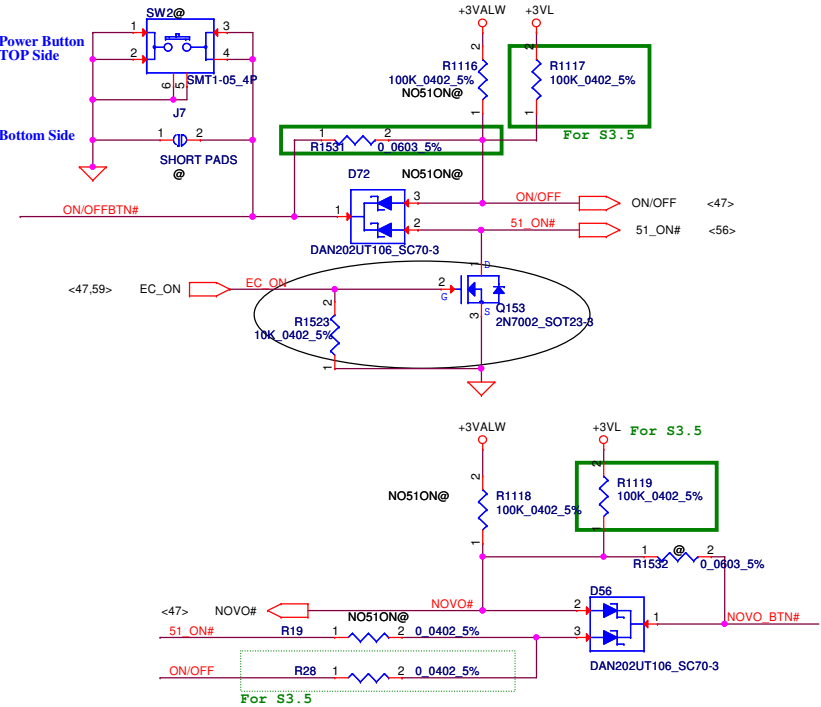 SW2@
+3VALW
+3VL
Power Button
TOP Side
1
3
2
4
6
5
SMT1-05_4P
2
R1116
100K_0402_5%
NO51ON@
1
2
R1117
100K_0402_5%
1
For S3.5
J7
Bottom Side
1
2
SHORT PADS
@
1
2
R1531
0_0603_5%
D72
NO51ON@
ON/OFFBTN#
1
3
2
ON/OFF
ON/OFF
<47>
51_ON#
51_ON#
<56>
DAN202UT106_SC70-3
<47,59>
EC_ON
EC_ON
1
D
2
G
3
S
Q153
2N7002_SOT23-3
2
R1523
10K_0402_5%
1
+3VALW
+3VL
For S3.5
2
NO51ON@
R1118
100K_0402_5%
1
2
R1119
100K_0402_5%
1
1
@
2
R1532
0_0603_5%
D56
<47>
NOVO#
NOVO#
2
3
1
NOVO_BTN#
NO51ON@
51_ON#
R19
1
2
0_0402_5%
ON/OFF
R28
1
2
0_0402_5%
DAN202UT106_SC70-3
For S3.5